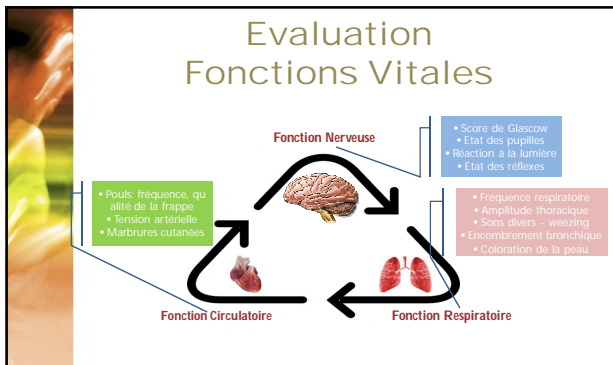 Evaluation
Fonctions Vitales
Fonction Nerveuse
• Score de Glascow
• Etat des pupilles
• Réaction à la lumière
• Etat des réflexes
• Pouls: fréquence, qu
alité de la frappe
• Tension artérielle
• Marbrures cutanées
• Fréquence respiratoire
• Amplitude thoracique
• Sons divers – weezing
• Encombrement bronchique
• Coloration de la peau
Fonction Circulatoire
Fonction Respiratoire